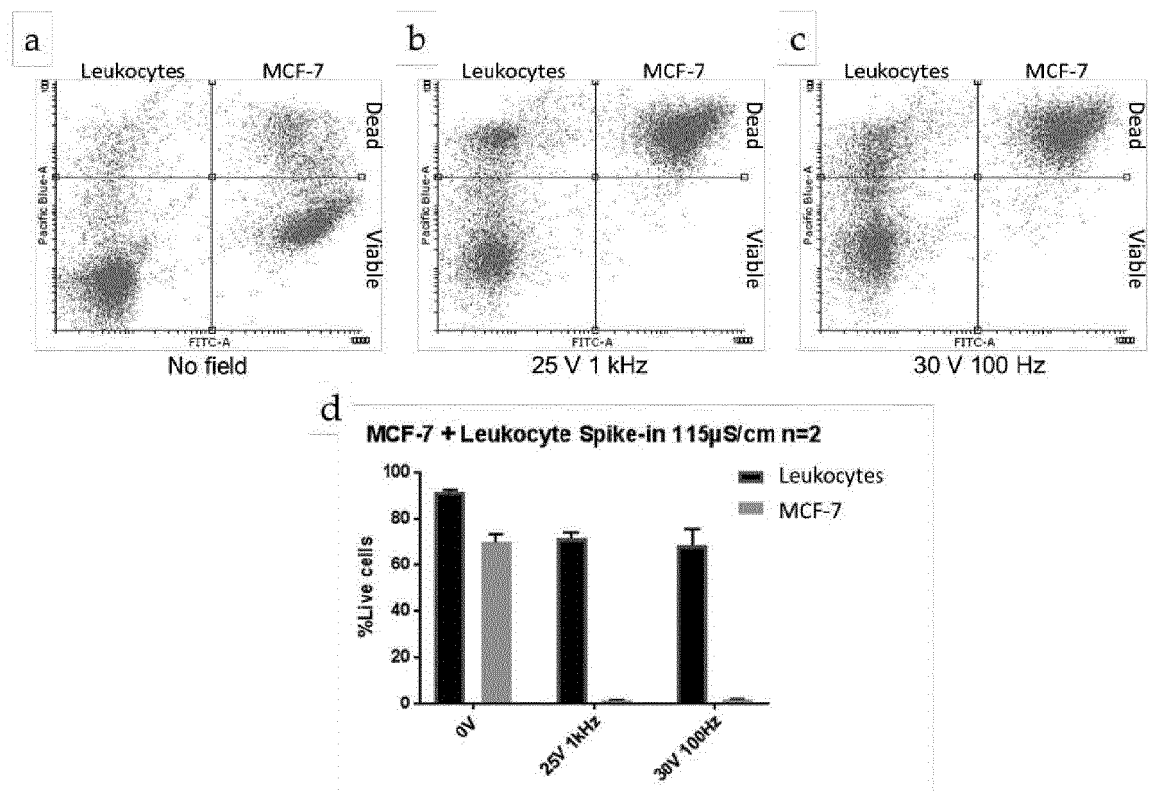 a
b
c
Leukocytes MCF-7
Leukocytes MCF-7
Leukocytes MCF-7
Pacific Blue-A
Dead
Viable
Pacific Blue-A
Dead
Viable
Pacific Blue-A
Dead
Viable
FITC-A
FITC-A
FITC-A
No field
25 V 1 kHz
30 V 100 Hz
d
MCF-7 + Leukocyte Spike-in 115µS/cm n=2
Leukocytes
MCF-7
%Live cells
100
80
60
40
20
0
0V
25V 1kHz
30V 100Hz